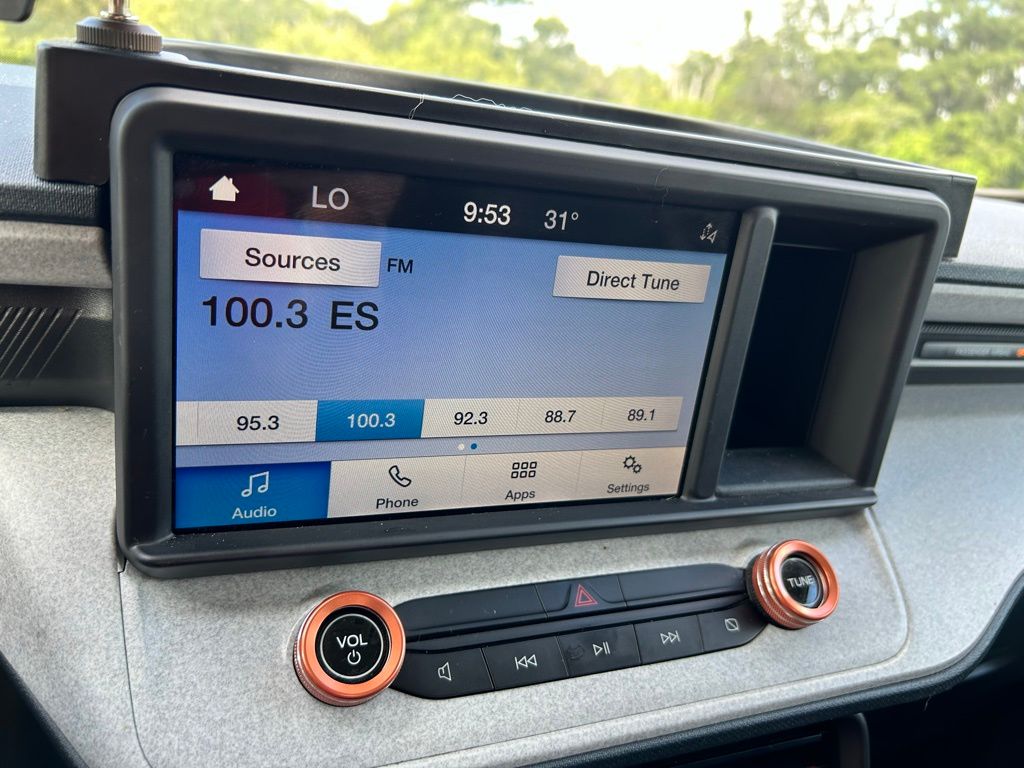 LO 9:53 31°
Sources FM Direct Tune
100.3 ES
95.3 100.3 92.3 88.7 89.1
Audio Phone Apps Settings
TUNE
VOL